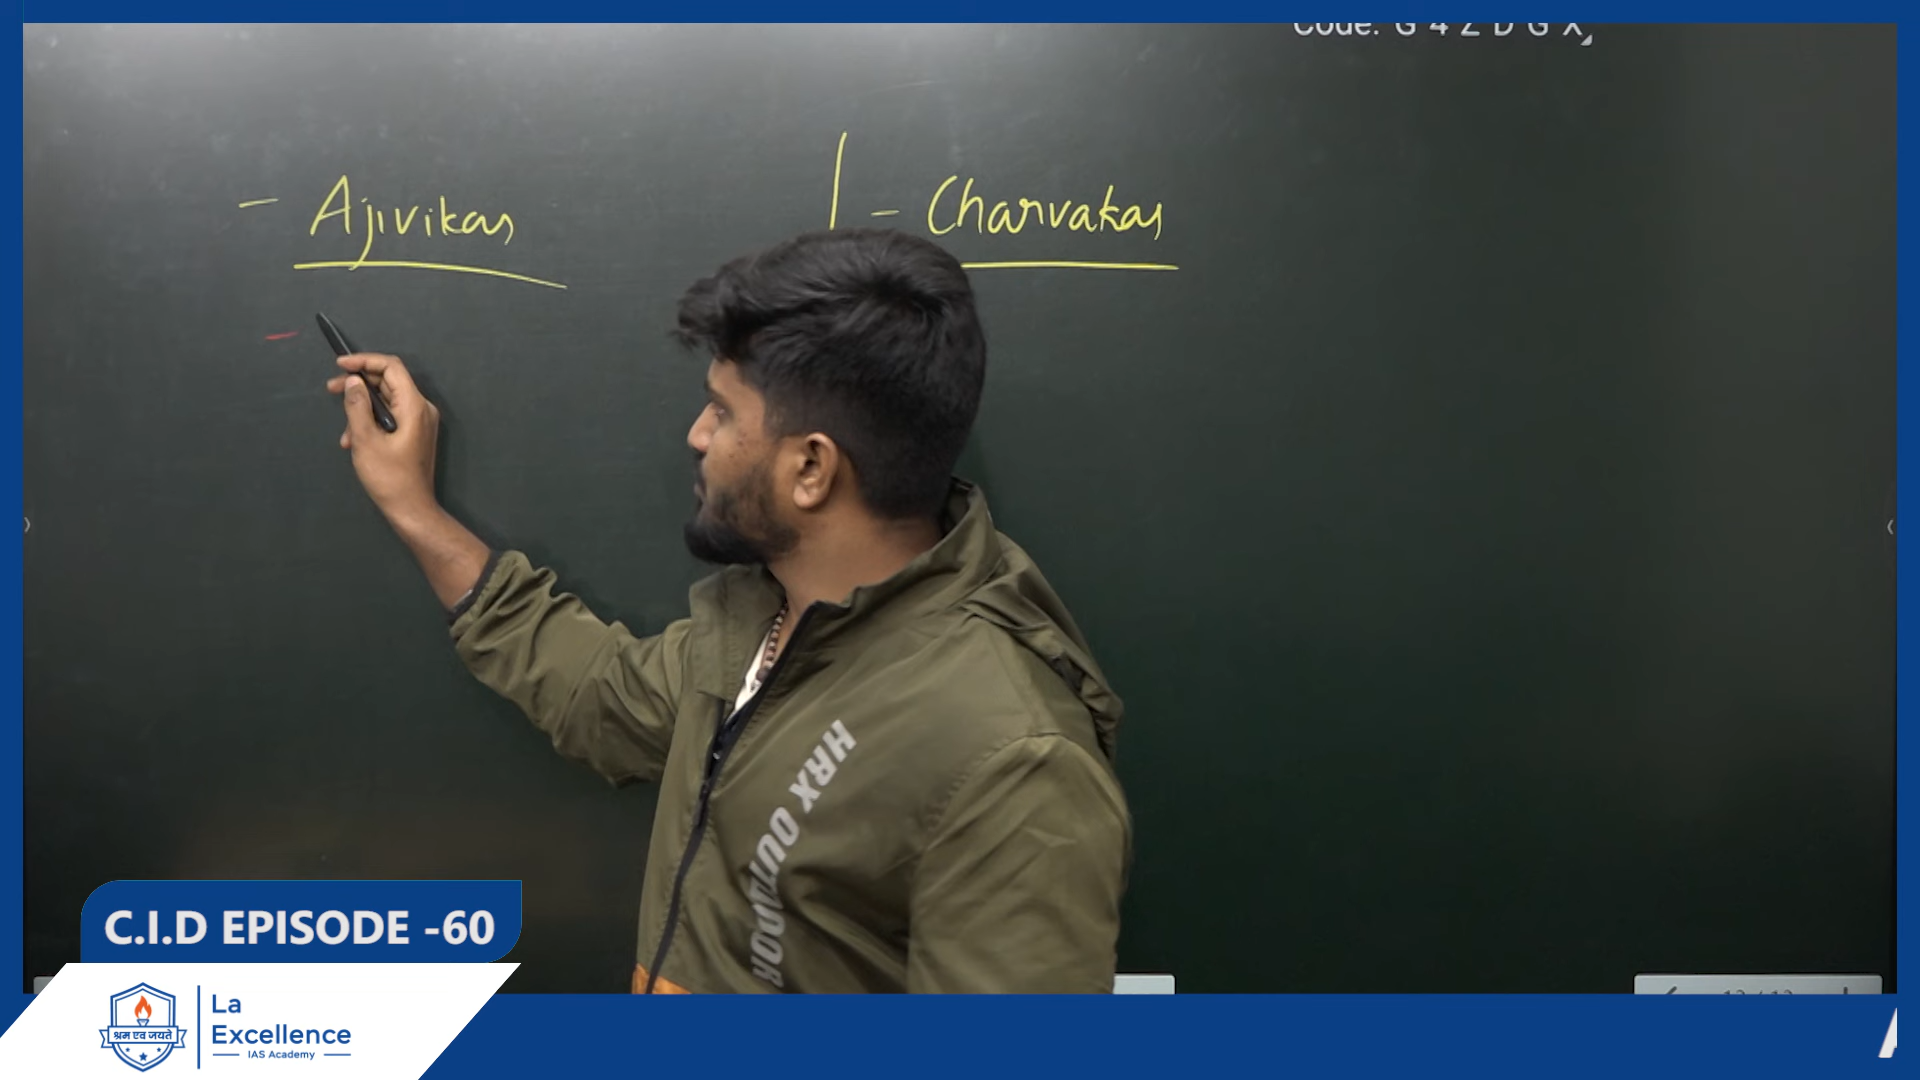 Code: G 4 Z D G X
- Ajivikas
- Charvakas
HRX OUTDOOR
C.I.D EPISODE -60
श्रम एव जयते
La
Excellence
IAS Academy